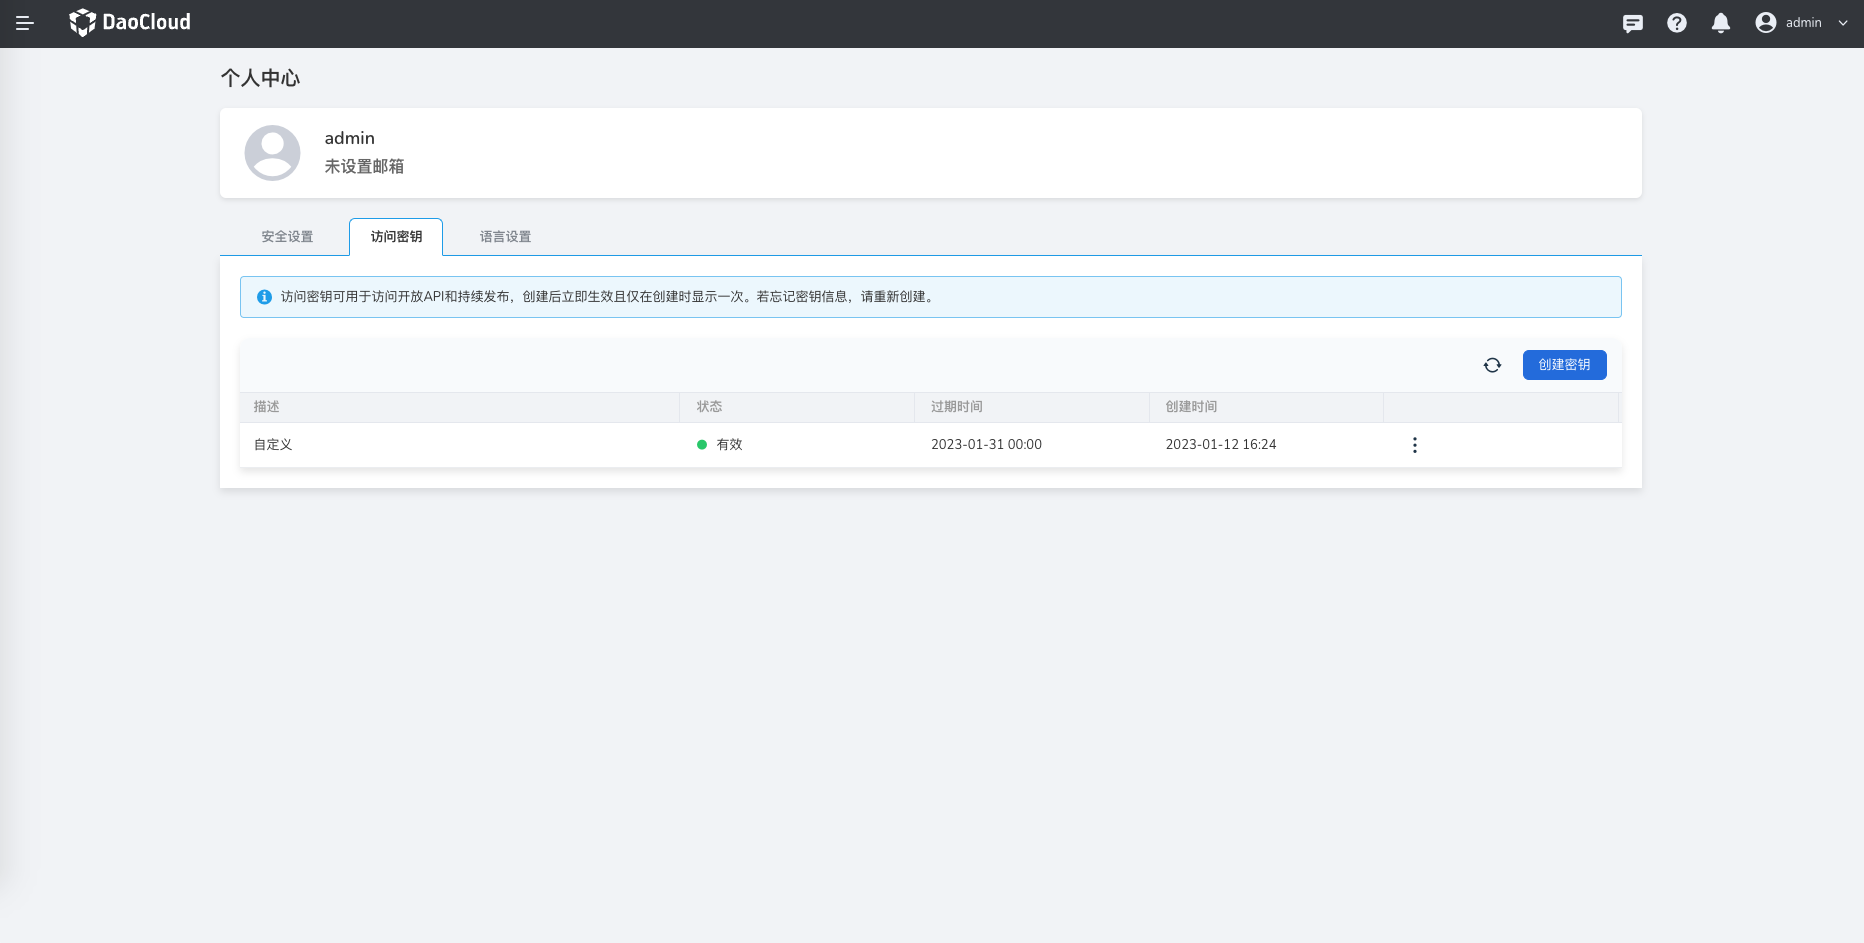 DaoCloud
admin
个人中心
admin
未设置邮箱
安全设置 访问密钥 语言设置
访问密钥可用于访问开放API和持续发布，创建后立即生效且仅在创建时显示一次。若忘记密钥信息，请重新创建。
创建密钥
描述 状态 过期时间 创建时间
自定义 有效 2023-01-31 00:00 2023-01-12 16:24